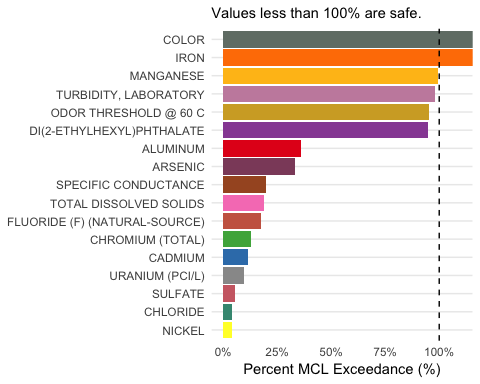 Values less than 100% are safe.
COLOR
IRON
MANGANESE
TURBIDITY, LABORATORY
ODOR THRESHOLD @ 60 C
DI(2-ETHYLHEXYL)PHTHALATE
ALUMINUM
ARSENIC
SPECIFIC CONDUCTANCE
TOTAL DISSOLVED SOLIDS
FLUORIDE (F) (NATURAL-SOURCE)
CHROMIUM (TOTAL)
CADMIUM
URANIUM (PCI/L)
SULFATE
CHLORIDE
NICKEL
0% 25% 50% 75% 100%
Percent MCL Exceedance (%)